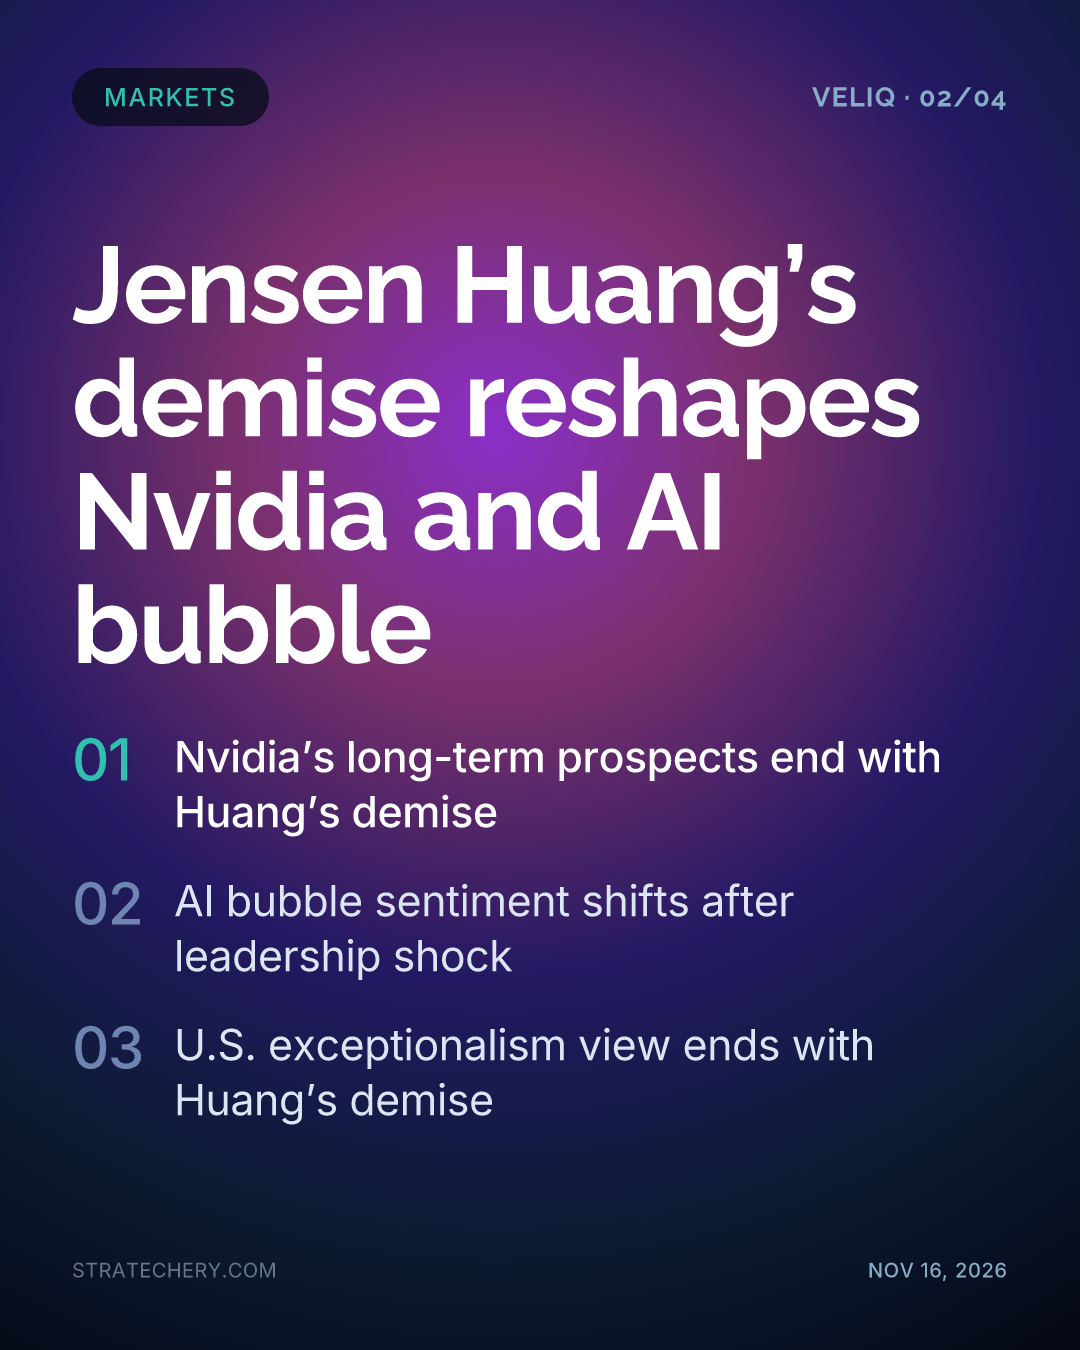 MARKETS
VELIQ · 02/04
Jensen Huang’s
demise reshapes
Nvidia and AI
bubble
01 Nvidia’s long-term prospects end with
Huang’s demise
02 AI bubble sentiment shifts after
leadership shock
03 U.S. exceptionalism view ends with
Huang’s demise
STRATECHERY.COM
NOV 16, 2026